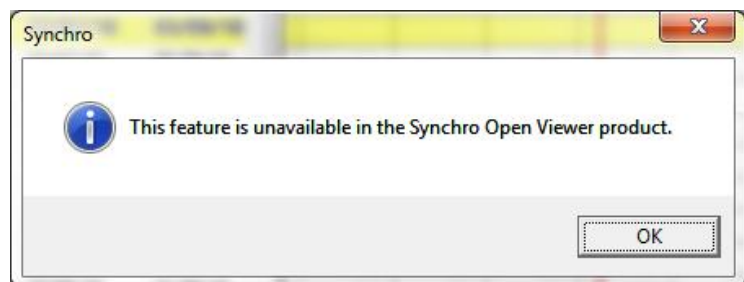 Synchro
This feature is unavailable in the Synchro Open Viewer product.
OK